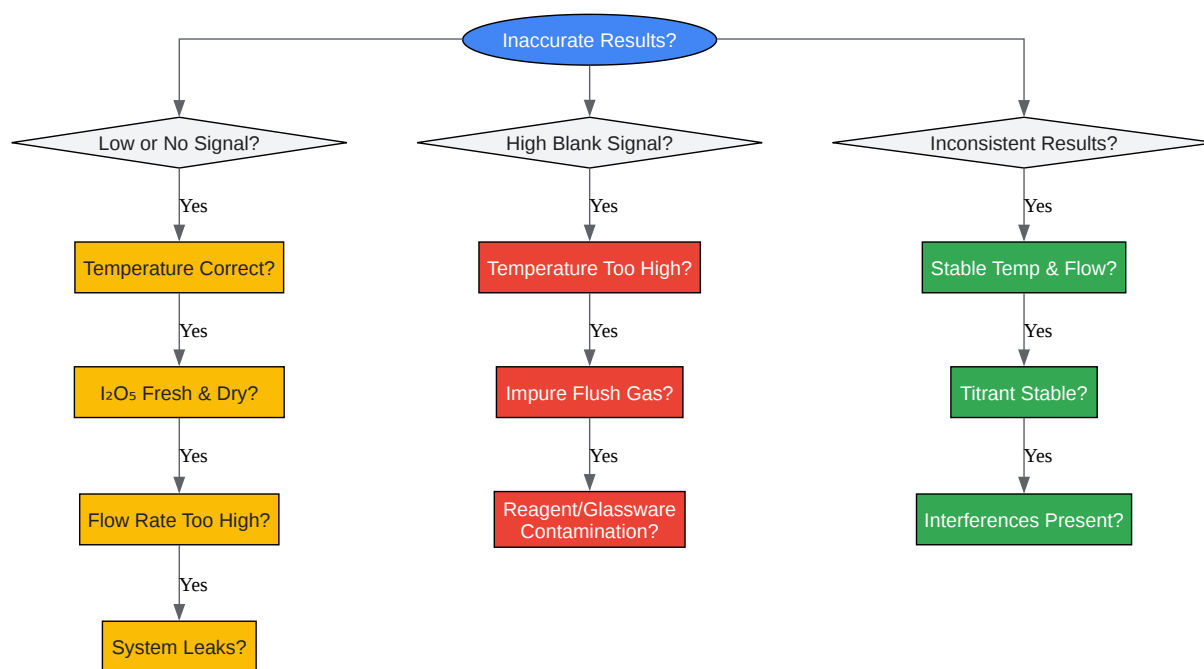 Inaccurate Results?
Low or No Signal?
High Blank Signal?
Inconsistent Results?
Yes
Yes
Yes
Temperature Correct?
Temperature Too High?
Stable Temp & Flow?
Yes
Yes
Yes
I₂O₅ Fresh & Dry?
Impure Flush Gas?
Titrant Stable?
Yes
Yes
Yes
Flow Rate Too High?
Reagent/Glassware
Contamination?
Interferences Present?
Yes
System Leaks?